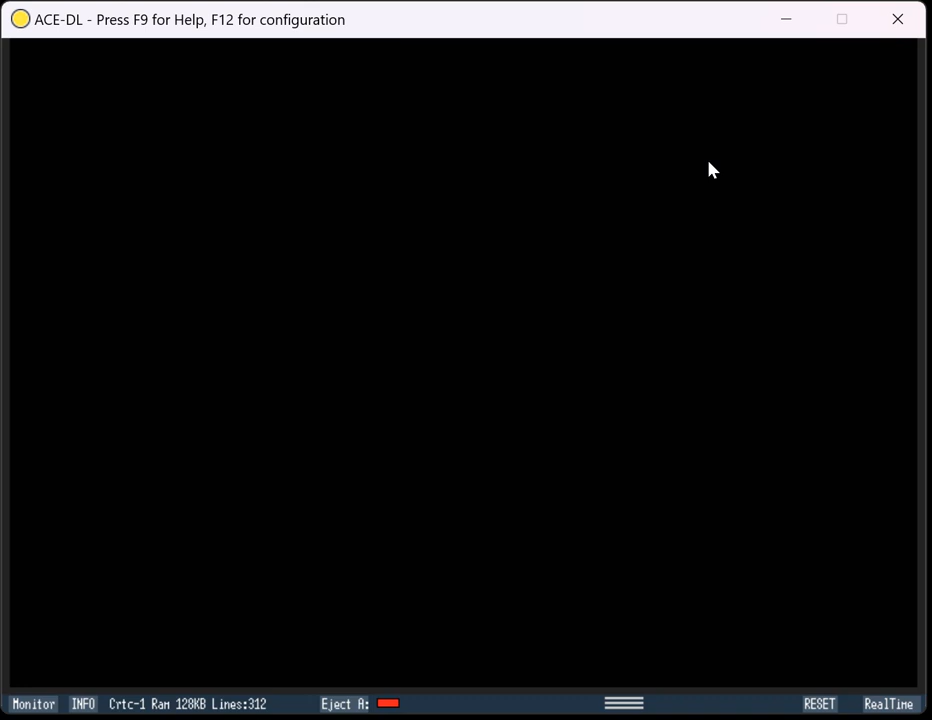 ACE-DL - Press F9 for Help, F12 for configuration
Monitor INFO Crtc-1 Ram 128KB Lines:312 Eject A: RESET RealTime